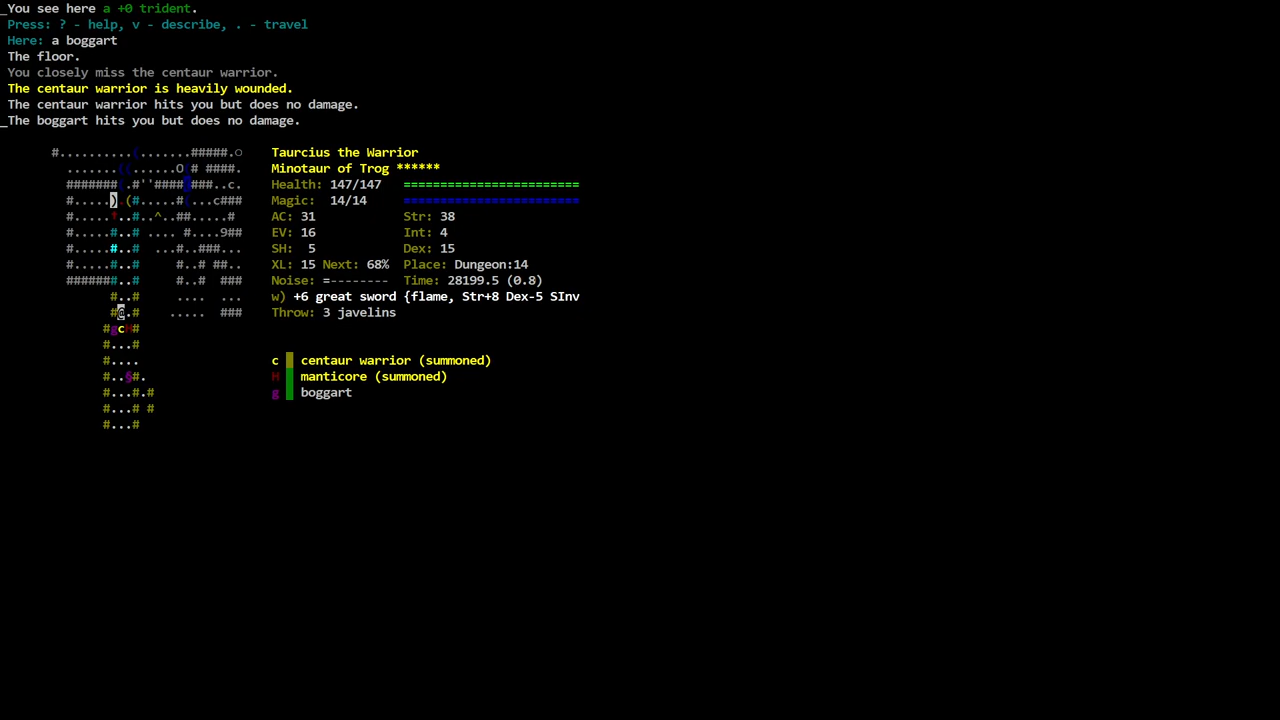 _You see here a +0 trident.
Press: ? - help, v - describe, . - travel
Here: a boggart
The floor.
You closely miss the centaur warrior.
The centaur warrior is heavily wounded.
The centaur warrior hits you but does no damage.
_The boggart hits you but does no damage.
#..........(.......#####.○
Taurcius the Warrior
.......((......O(# ####.
Minotaur of Trog ******
#######(.#''#### ###..c.
Health: 147/147 ========================
#.....).(#.....#(...c###
Magic: 14/14 ========================
#.....↑..#..^..##.....#
AC: 31 Str: 38
#.....#..# .... #....9##
EV: 16 Int: 4
#.....#..#  ...#..###...
SH: 5 Dex: 15
#.....#..#     #..# ##..
XL: 15 Next: 68% Place: Dungeon:14
#######..#     #..#  ###
Noise: =-------- Time: 28199.5 (0.8)
#..#     ....  ...
w) +6 great sword {flame, Str+8 Dex-5 SInv
#@.#    .....  ###
Throw: 3 javelins
#gcH#
#...#
#....
c centaur warrior (summoned)
#..§#.
H manticore (summoned)
#...#.#
g boggart
#...# #
#...#